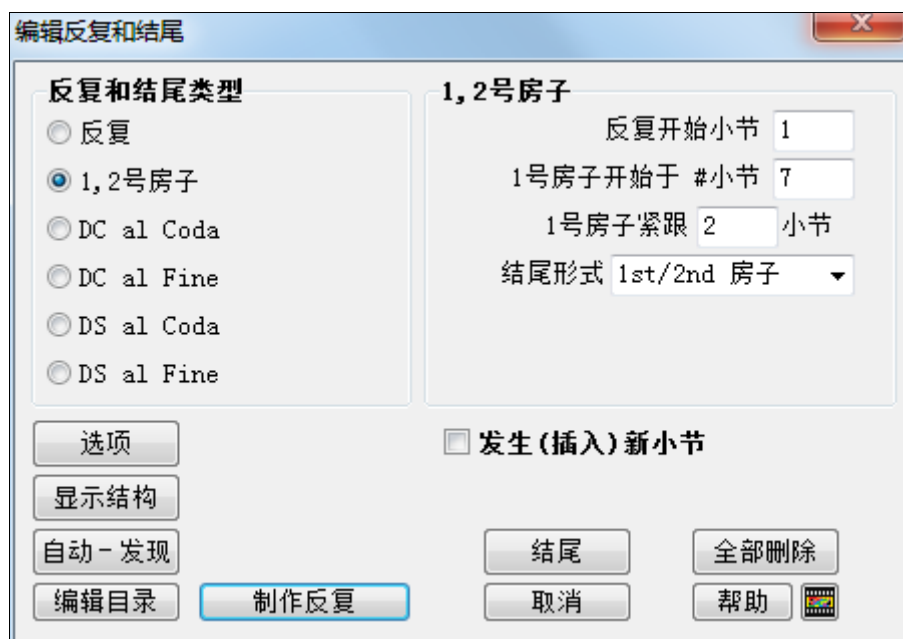 编辑反复和结尾
反复和结尾类型
反复
1,2号房子
DC al Coda
DC al Fine
DS al Coda
DS al Fine
1,2号房子
反复开始小节 1
1号房子开始于 #小节 7
1号房子紧跟 2 小节
结尾形式 1st/2nd 房子
发生(插入)新小节
选项
显示结构
自动-发现
编辑目录
制作反复
结尾
全部删除
取消
帮助